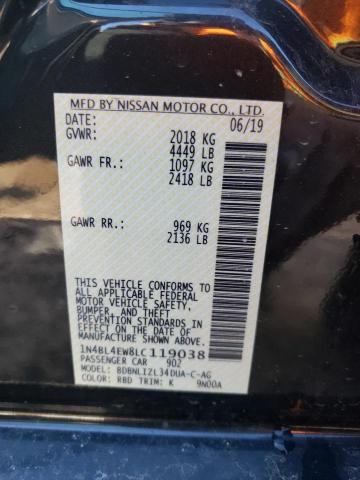 MFD BY NISSAN MOTOR CO., LTD.
DATE: 06/19
GVWR: 2018 KG
4449 LB
GAWR FR.: 1097 KG
2418 LB
GAWR RR.: 969 KG
2136 LB
THIS VEHICLE CONFORMS TO
ALL APPLICABLE FEDERAL
MOTOR VEHICLE SAFETY,
BUMPER, AND THEFT
PREVENTION STANDARDS
IN EFFECT ON THE DATE OF
MANUFACTURE SHOWN ABOVE.
1N4BL4EW8LC119038
PASSENGER CAR 902
MODEL: BDBNLIZL34DUA-C-AG
COLOR: RBD TRIM: K 9N00A